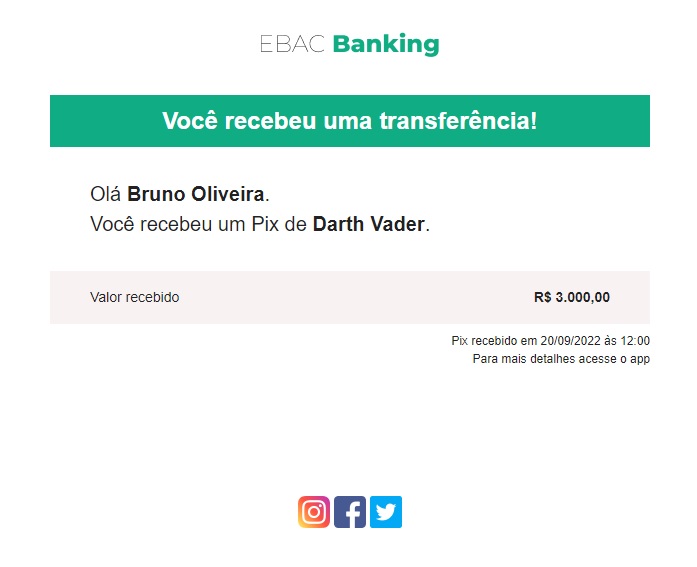 EBAC Banking
Você recebeu uma transferência!
Olá Bruno Oliveira.
Você recebeu um Pix de Darth Vader.
Valor recebido R$ 3.000,00
Pix recebido em 20/09/2022 às 12:00
Para mais detalhes acesse o app